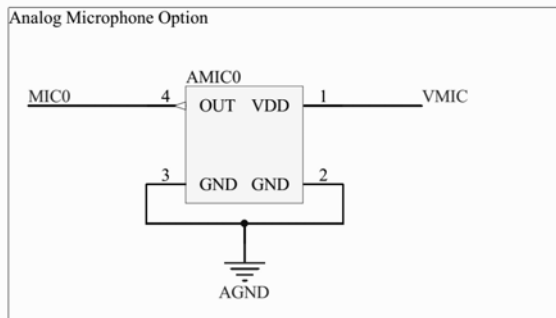 Analog Microphone Option
AMIC0
MIC0 4 OUT VDD 1 VMIC
3 GND GND 2
AGND